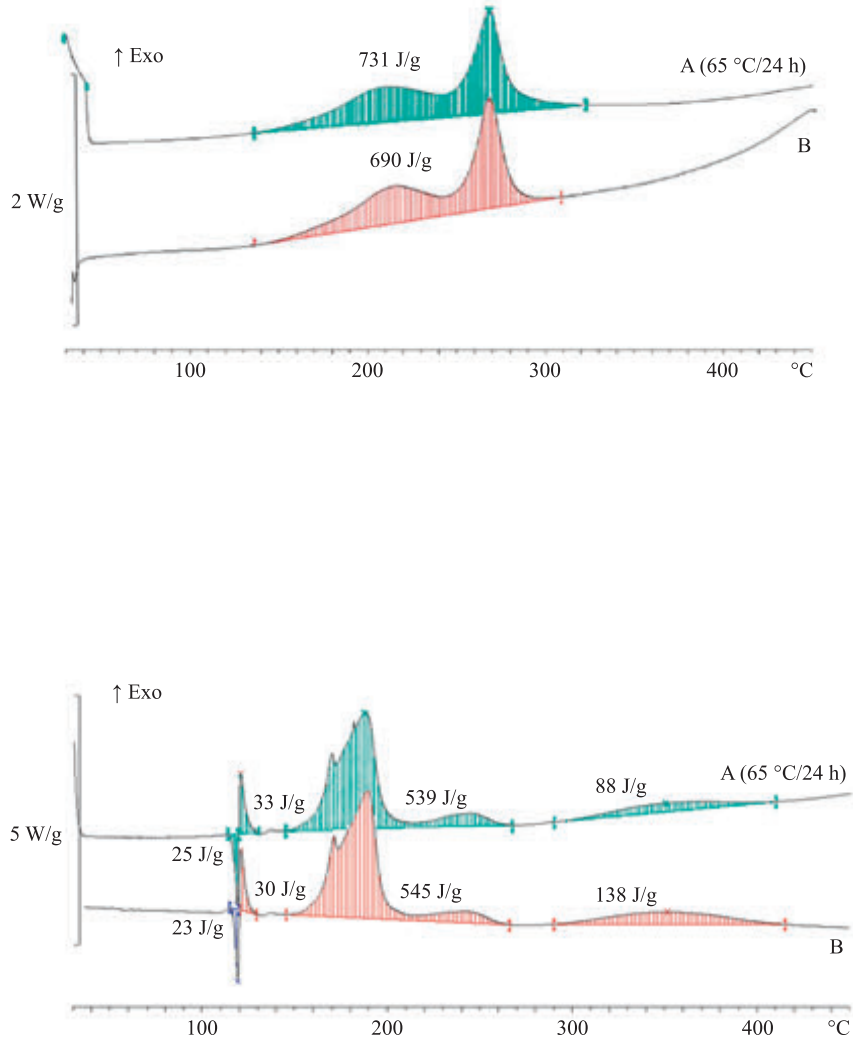 ↑ Exo
731 J/g
A (65 °C/24 h)
690 J/g
B
2 W/g
100
200
300
400
°C
↑ Exo
A (65 °C/24 h)
33 J/g
539 J/g
88 J/g
5 W/g
25 J/g
30 J/g
545 J/g
138 J/g
23 J/g
B
100
200
300
400
°C